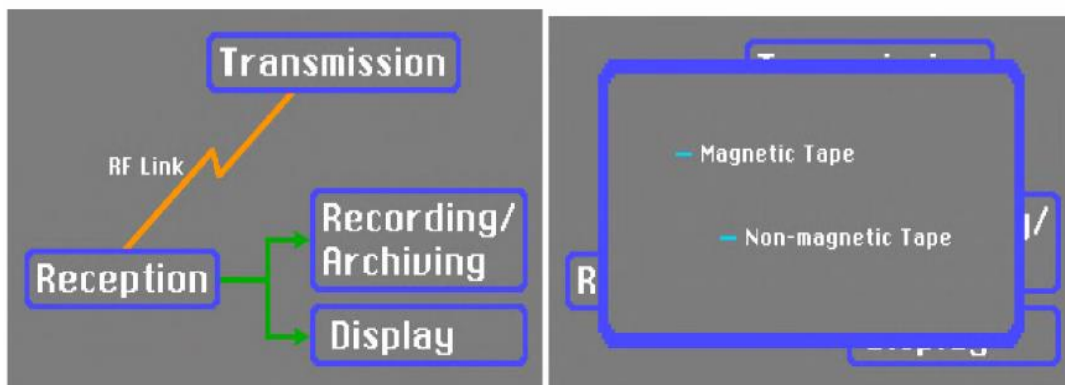 Transmission
RF Link
Recording/
Archiving
Reception
Display
Magnetic Tape
Non-magnetic Tape
R
/